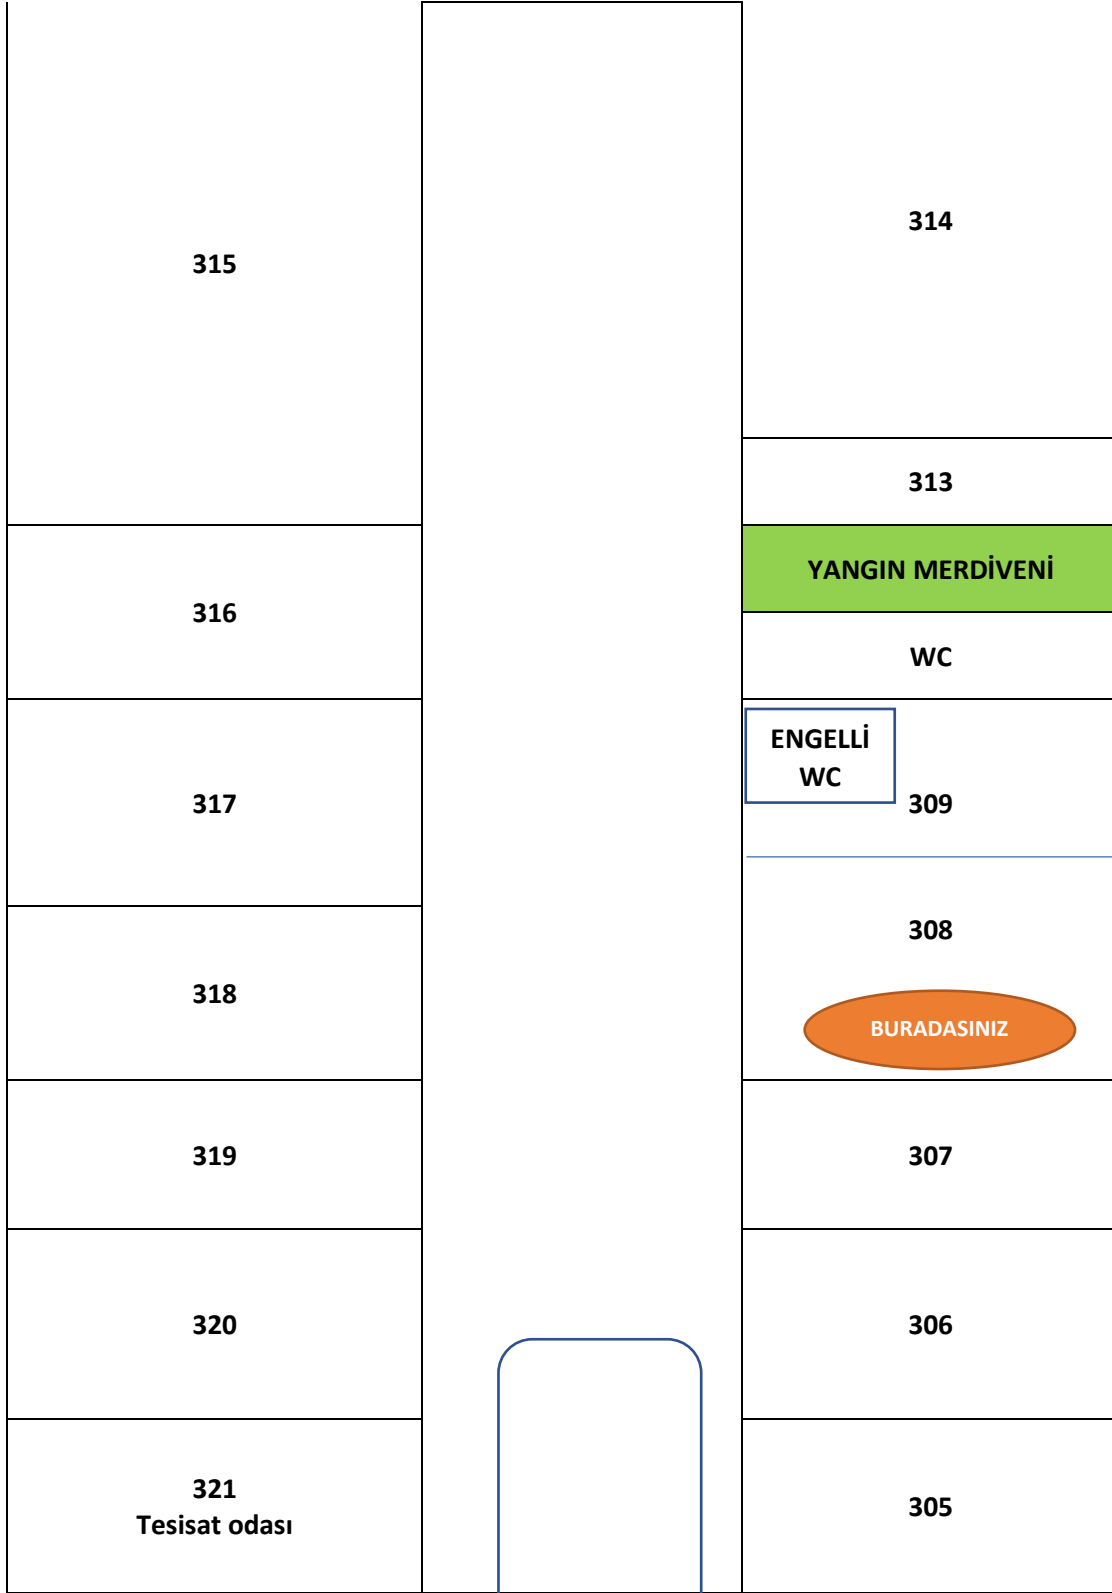 315
314
313
316
YANGIN MERDİVENİ
WC
317
ENGELLİ
WC
309
318
308
BURADASINIZ
319
307
320
306
321
Tesisat odası
305